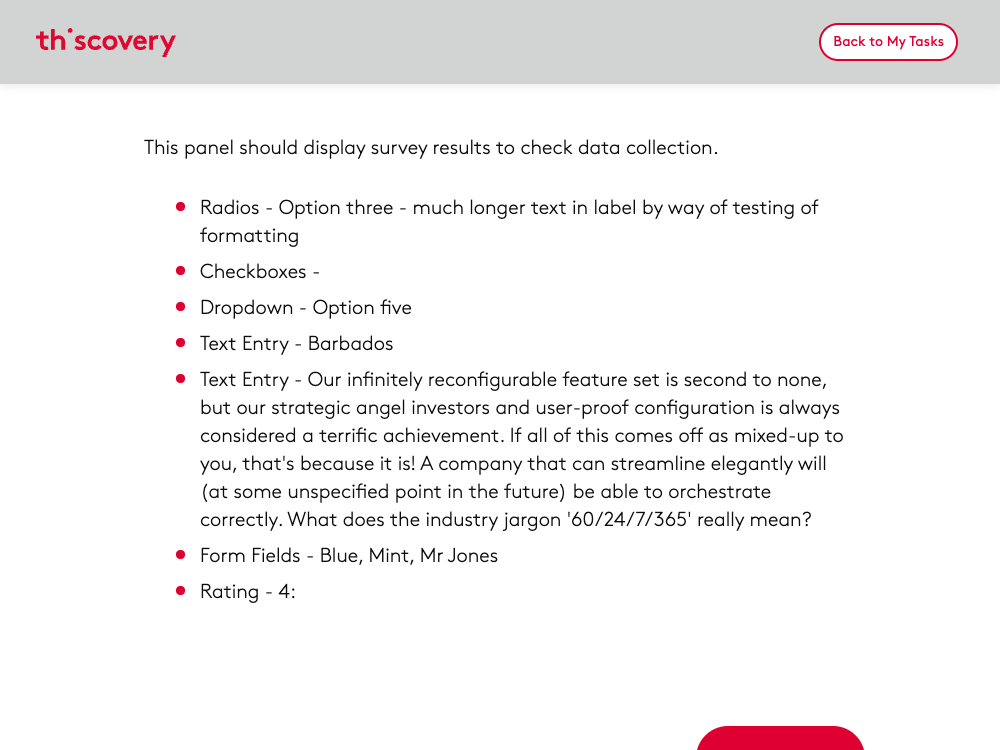 thiscovery
Back to My Tasks
This panel should display survey results to check data collection.
Radios - Option three - much longer text in label by way of testing of
formatting
Checkboxes -
Dropdown - Option five
Text Entry - Barbados
Text Entry - Our infinitely reconfigurable feature set is second to none,
but our strategic angel investors and user-proof configuration is always
considered a terrific achievement. If all of this comes off as mixed-up to
you, that's because it is! A company that can streamline elegantly will
(at some unspecified point in the future) be able to orchestrate
correctly. What does the industry jargon '60/24/7/365' really mean?
Form Fields - Blue, Mint, Mr Jones
Rating - 4: